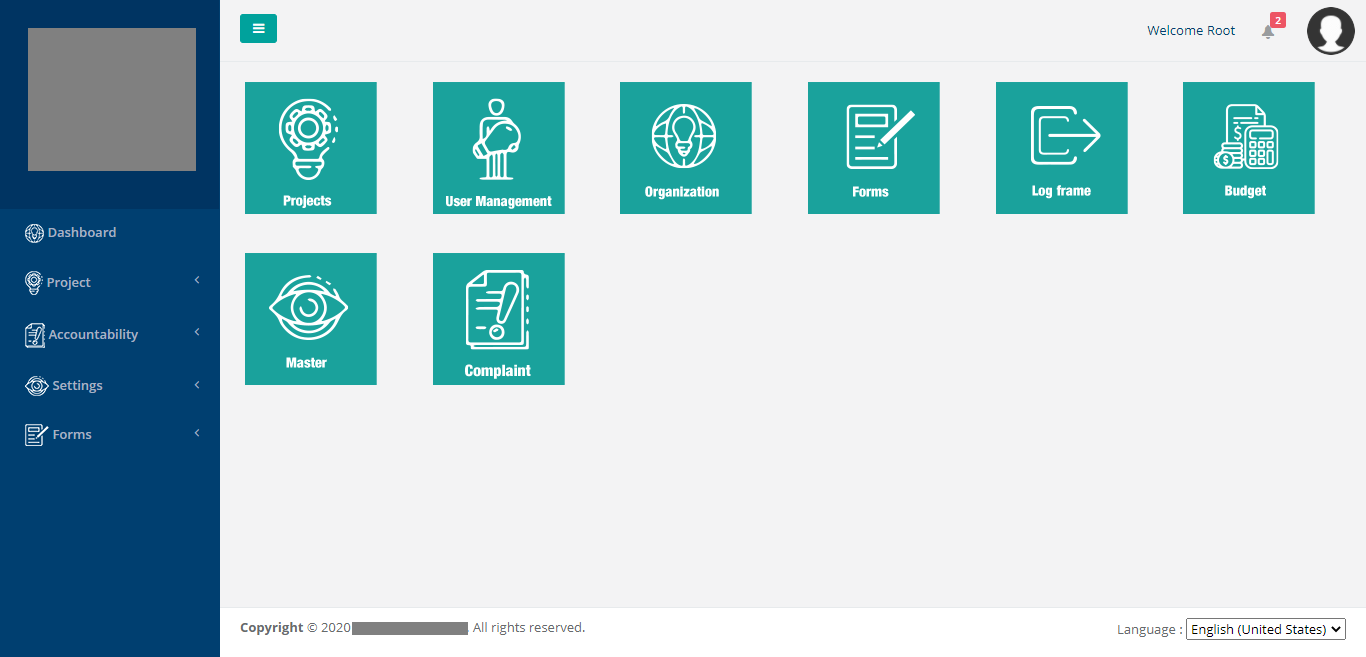 Welcome Root
2
Projects
User Management
Organization
Forms
Log frame
Budget
Master
Complaint
Dashboard
Project
Accountability
Settings
Forms
Copyright © 2020 All rights reserved.
Language : English (United States)